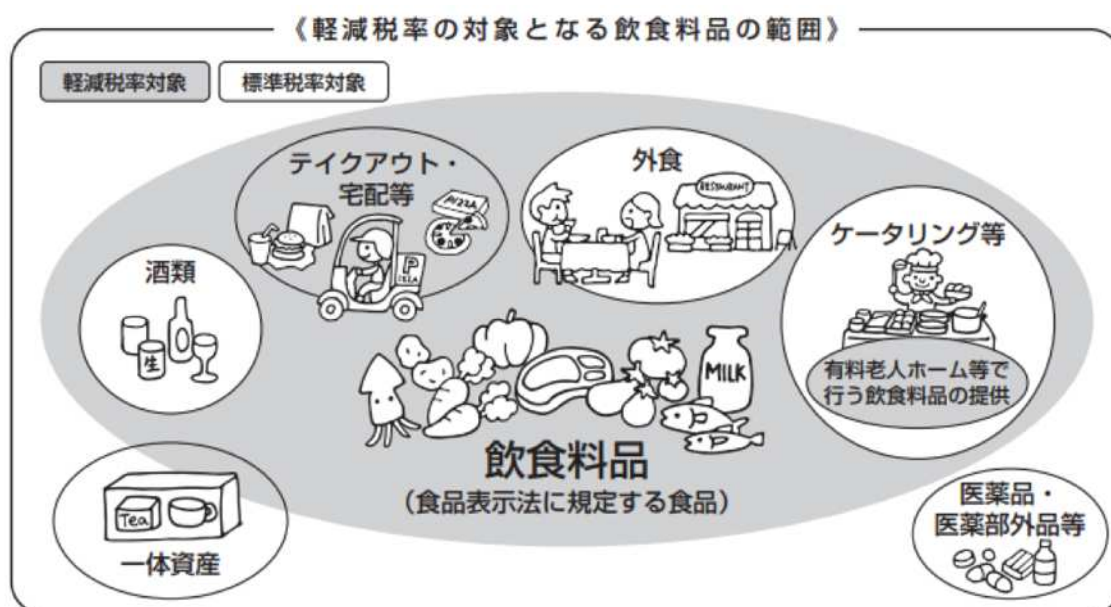 《軽減税率の対象となる飲食料品の範囲》
軽減税率対象
標準税率対象
テイクアウト・
宅配等
PIZZA
P
IZZA
外食
RESTAURANT
ケータリング等
有料老人ホーム等で
行う飲食料品の提供
酒類
生
MILK
飲食料品
（食品表示法に規定する食品）
Tea
一体資産
医薬品・
医薬部外品等